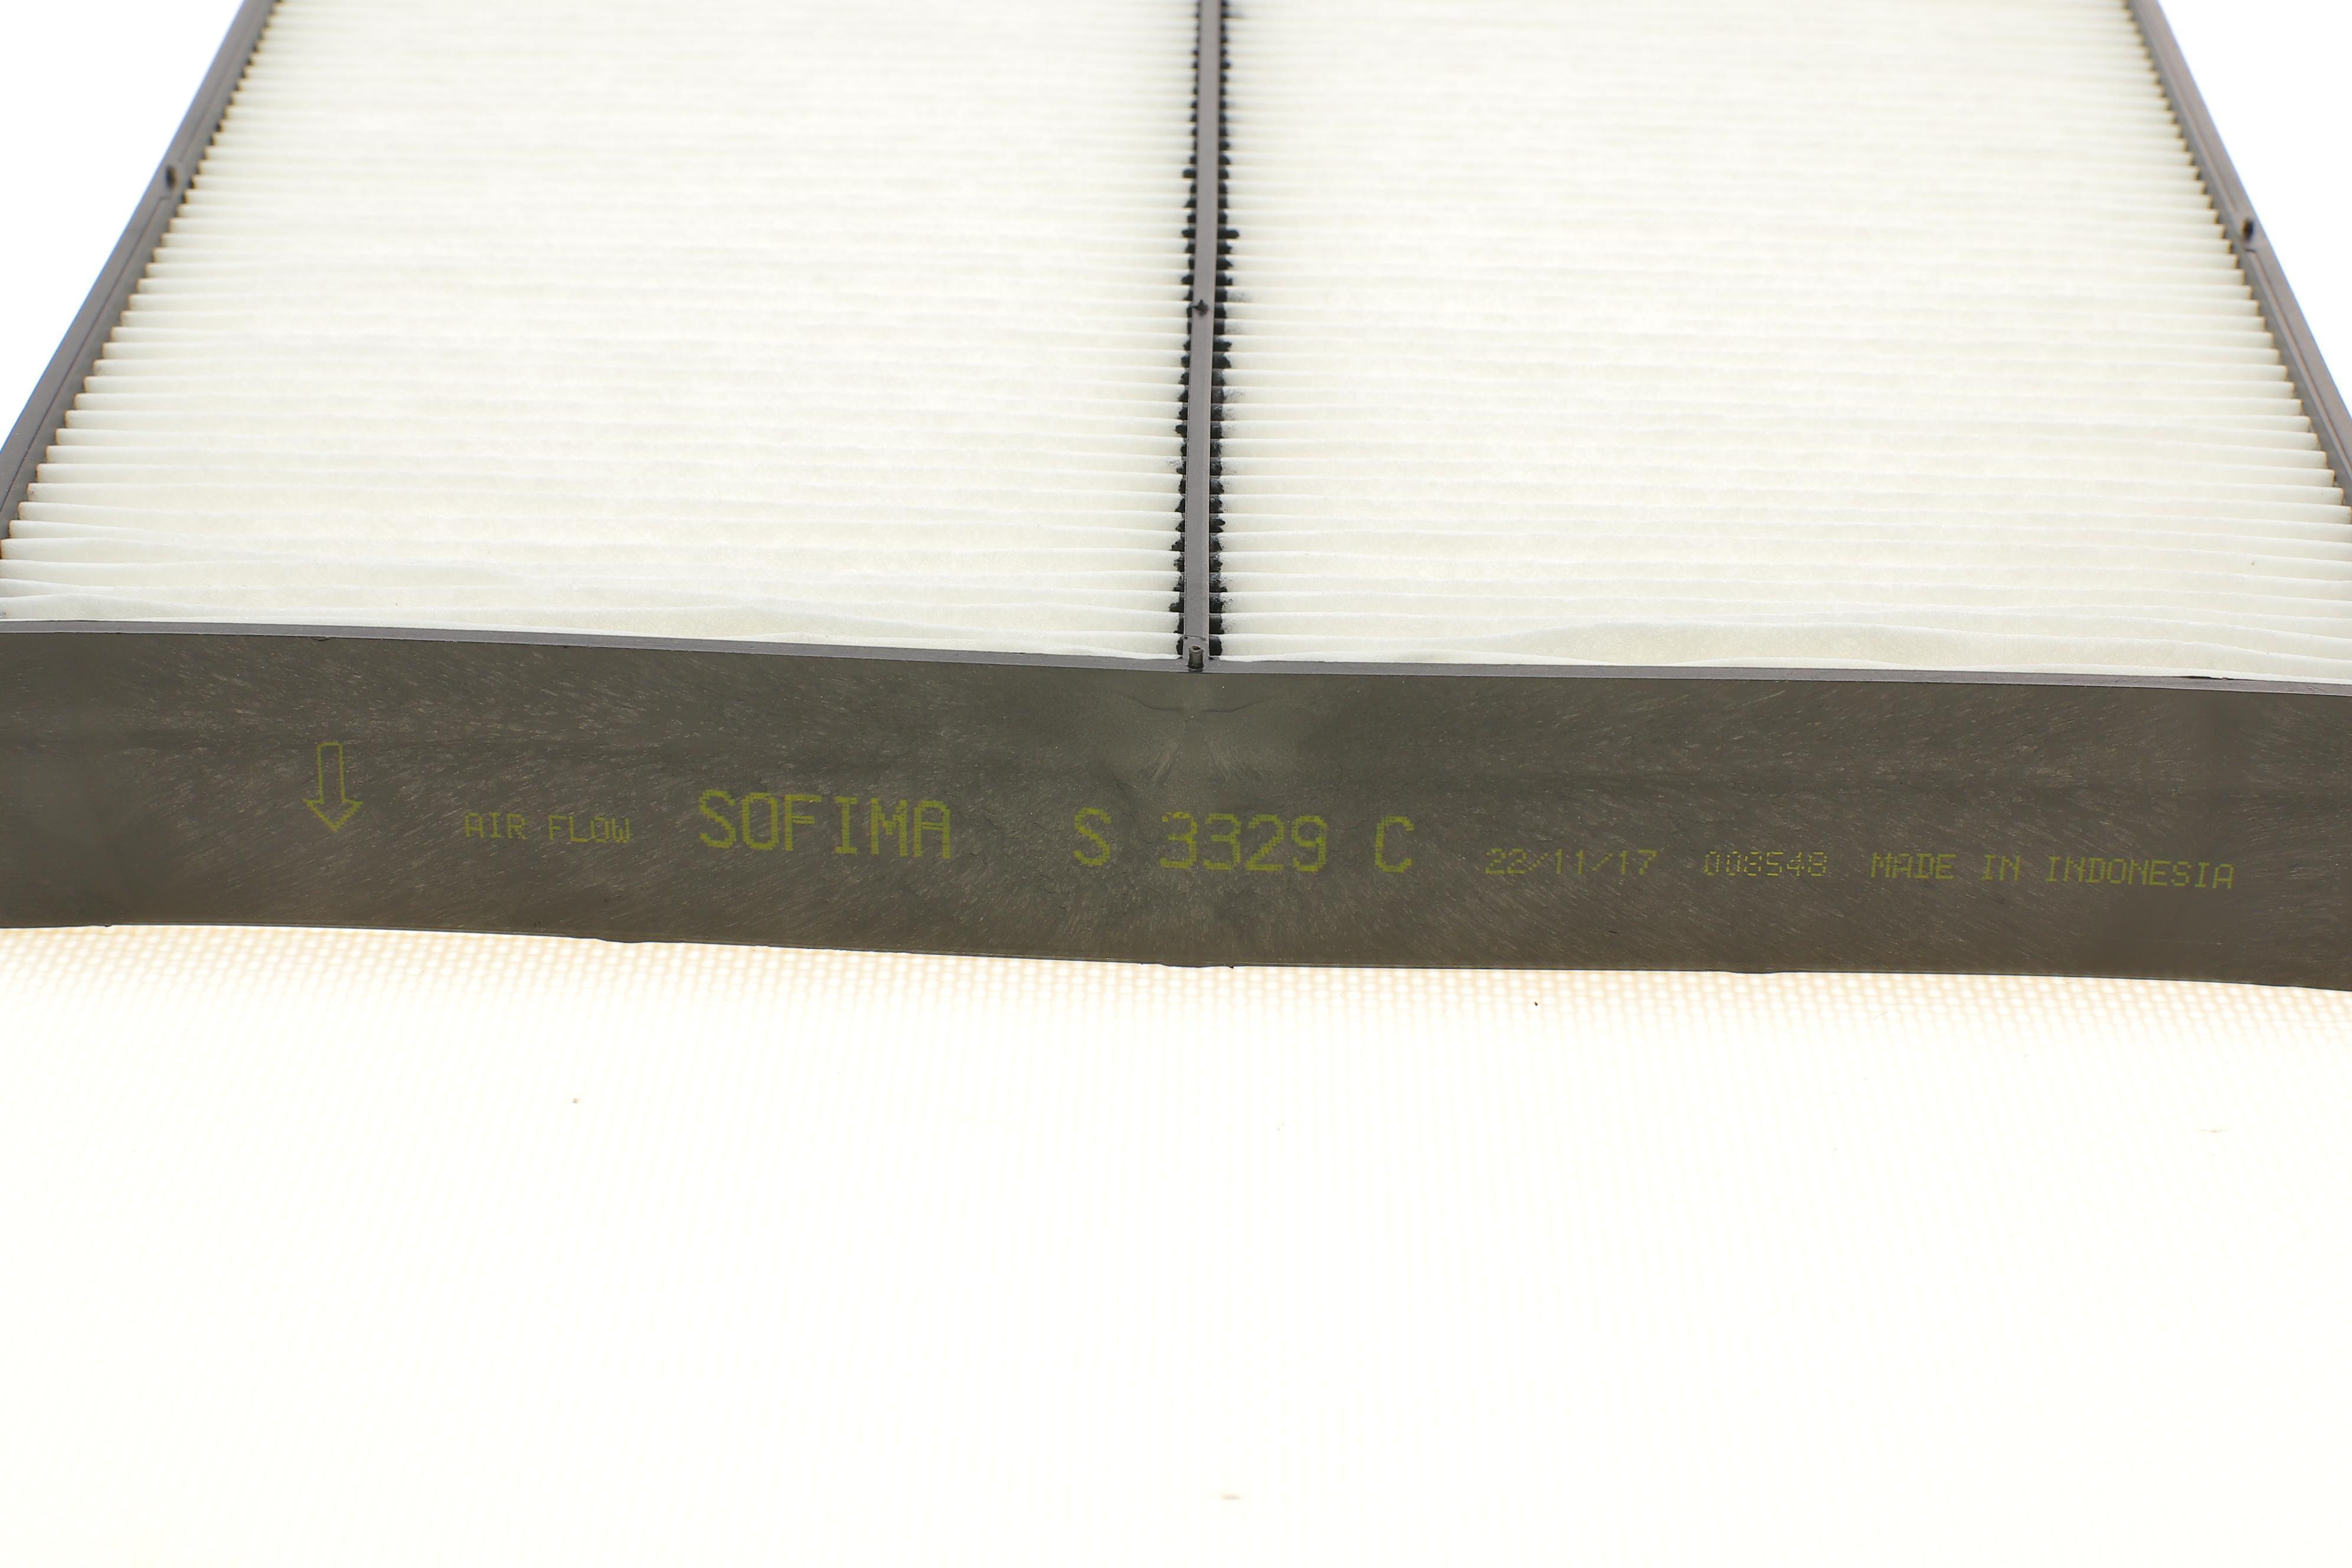 AIR FLOW SOFIMA S 3329 C 22/11/17 008548 MADE IN INDONESIA